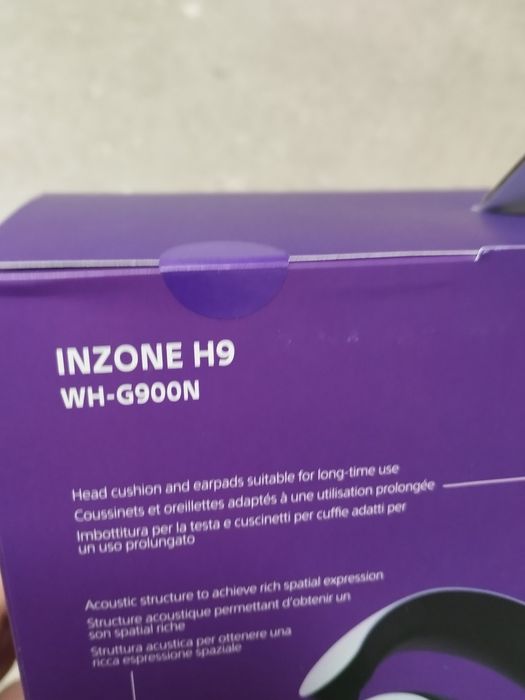 INZONE H9
WH-G900N
Head cushion and earpads suitable for long-time use
Coussinets et oreillettes adaptés à une utilisation prolongée
Imbottitura per la testa e cuscinetti per cuffie adatti per
un uso prolungato
Acoustic structure to achieve rich spatial expression
Structure acoustique permettant d'obtenir un
son spatial riche
Struttura acustica per ottenere una
ricca espressione spaziale